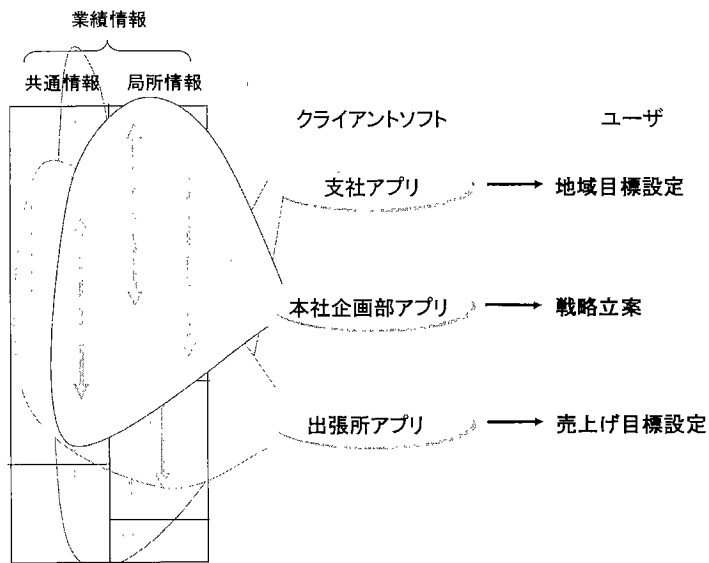 業績情報
共通情報 局所情報
クライアントソフト ユーザ
支社アプリ 地域目標設定
本社企画部アプリ 戦略立案
出張所アプリ 売上げ目標設定